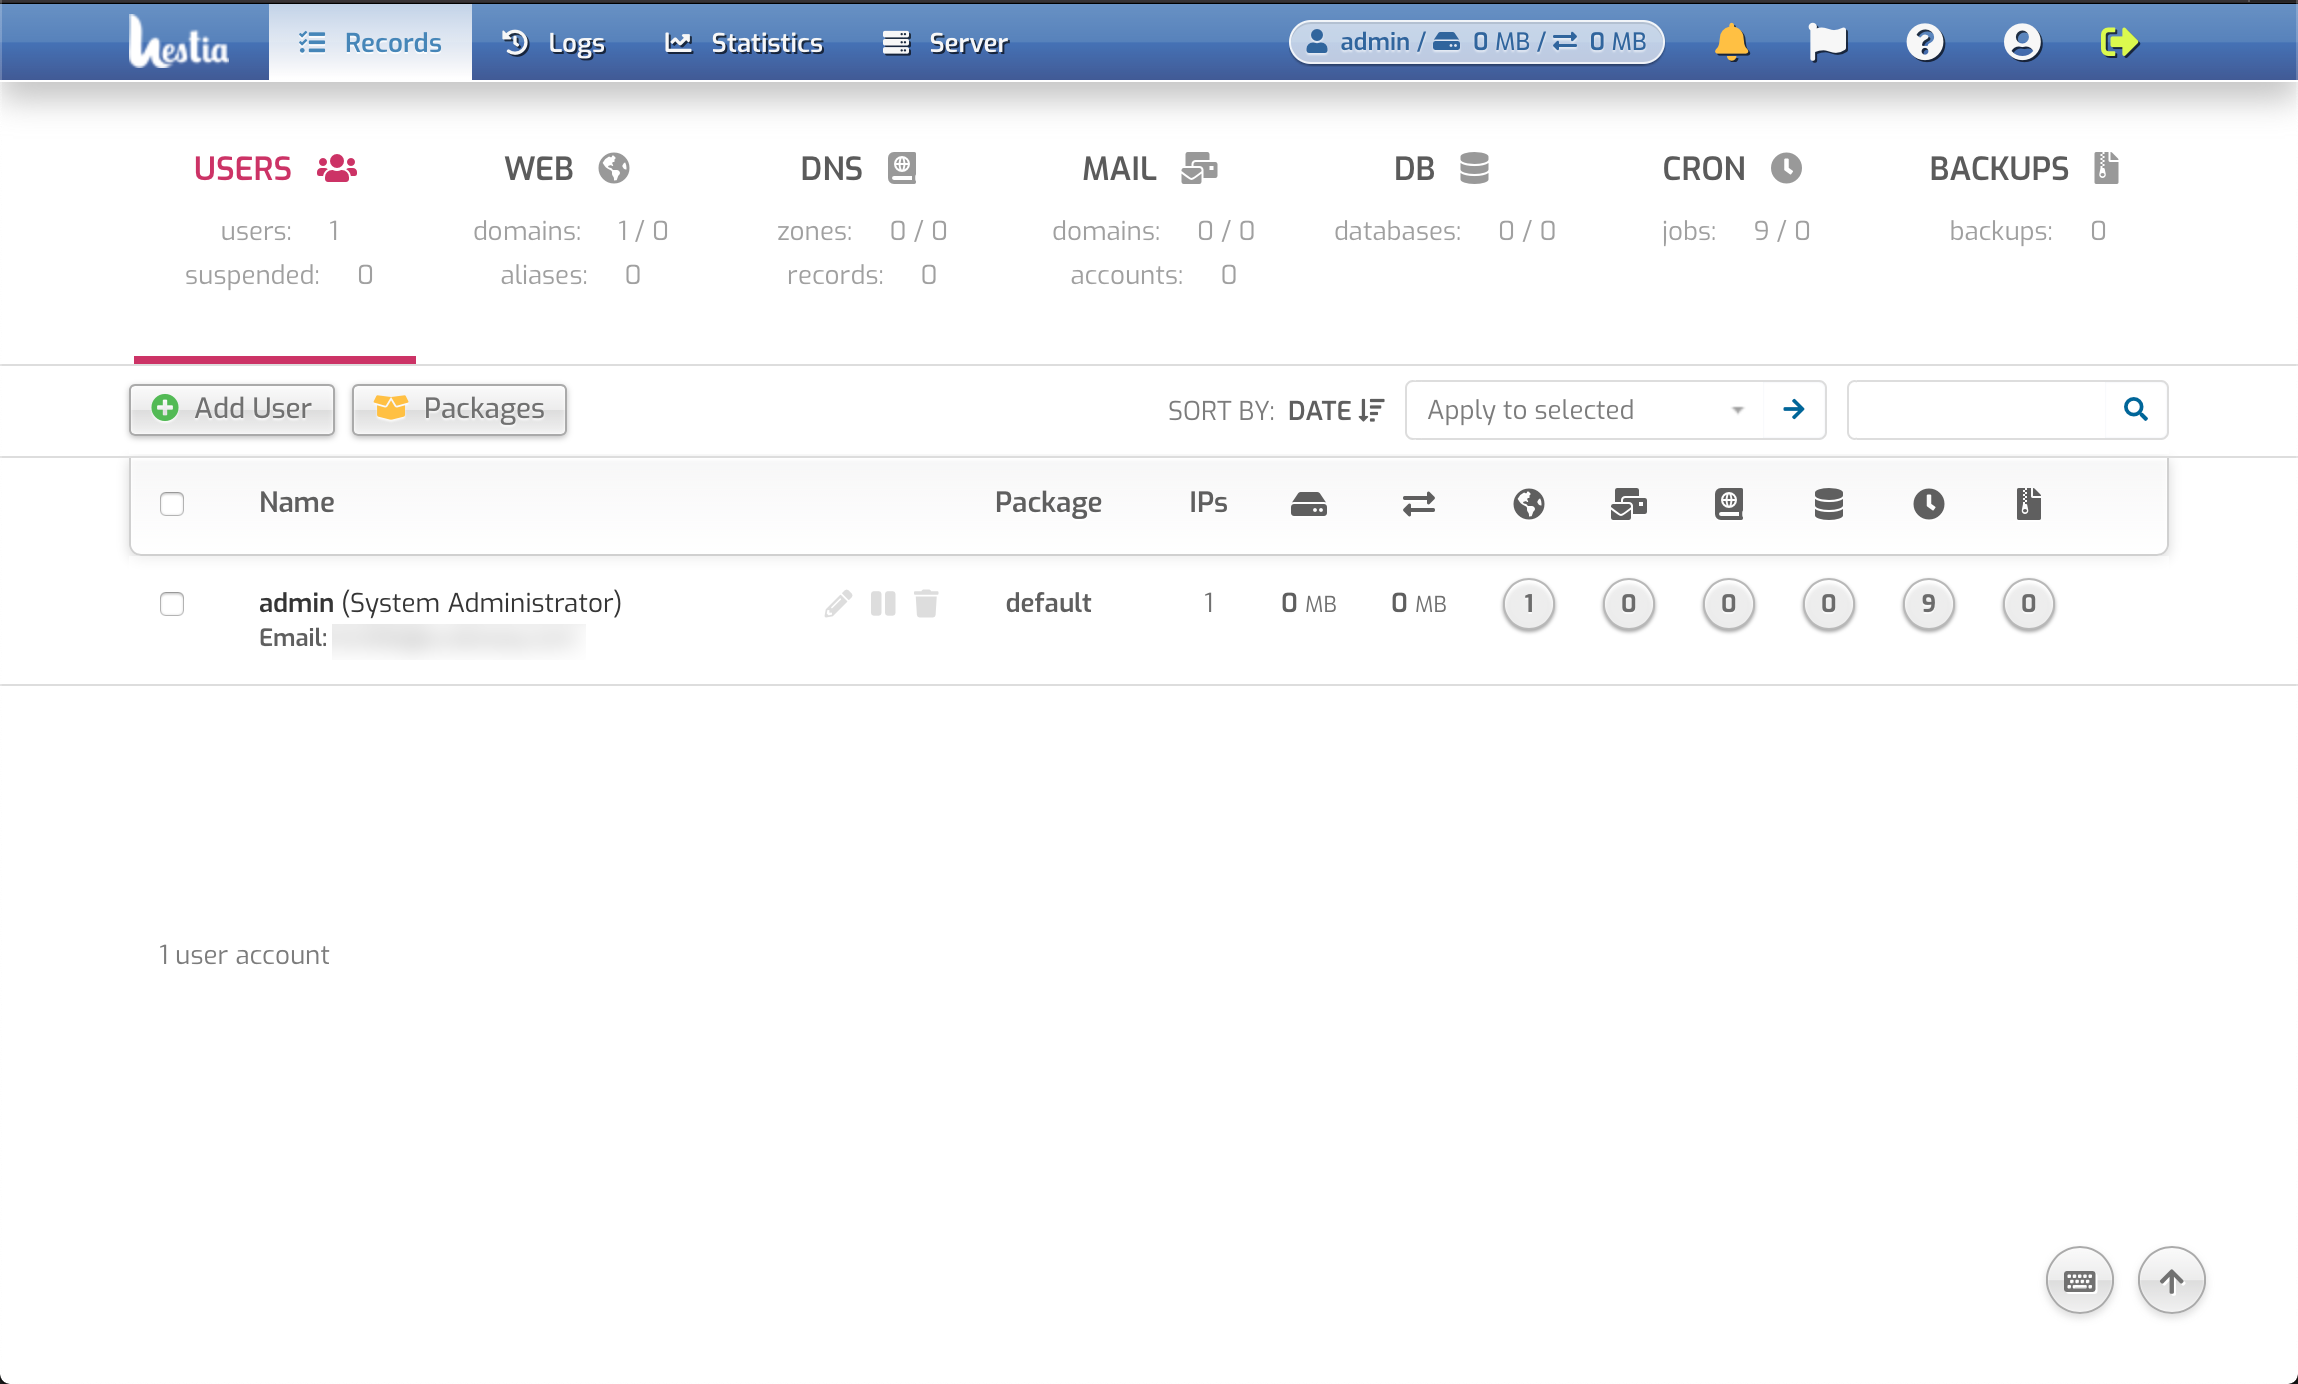 hestia Records Logs Statistics Server admin / 0 MB / 0 MB
USERS WEB DNS MAIL DB CRON BACKUPS
users: 1 domains: 1 / 0 zones: 0 / 0 domains: 0 / 0 databases: 0 / 0 jobs: 9 / 0 backups: 0
suspended: 0 aliases: 0 records: 0 accounts: 0
Add User Packages SORT BY: DATE Apply to selected
Name Package IPs
admin (System Administrator) default 1 0 MB 0 MB 1 0 0 0 9 0
Email:
1 user account